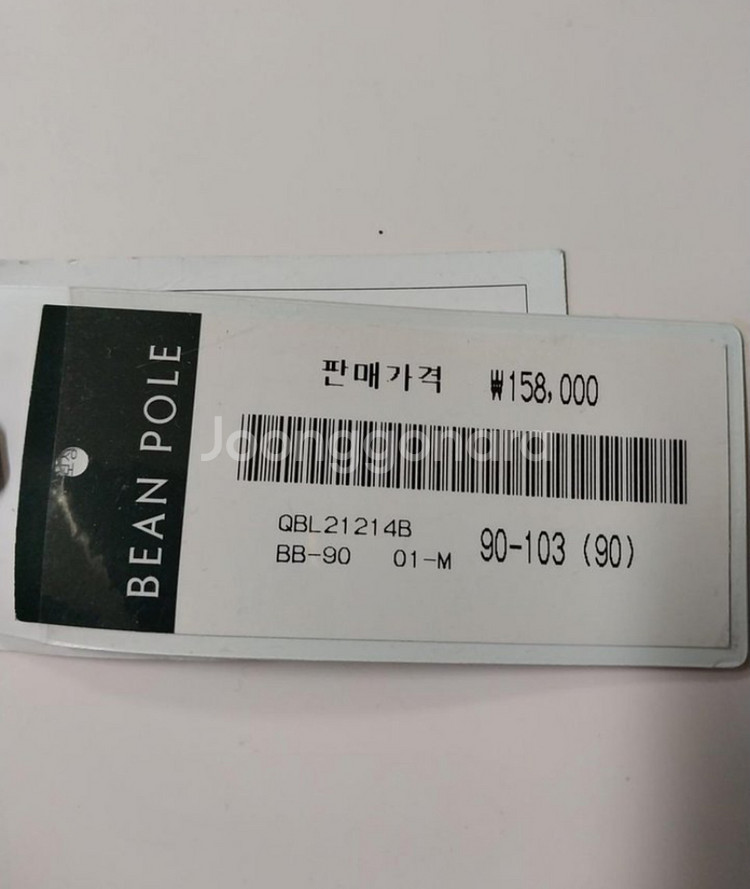 BEAN POLE
판매가격 ₩158,000
Joonggonara
QBL21214B
BB-90 01-M 90-103 (90)